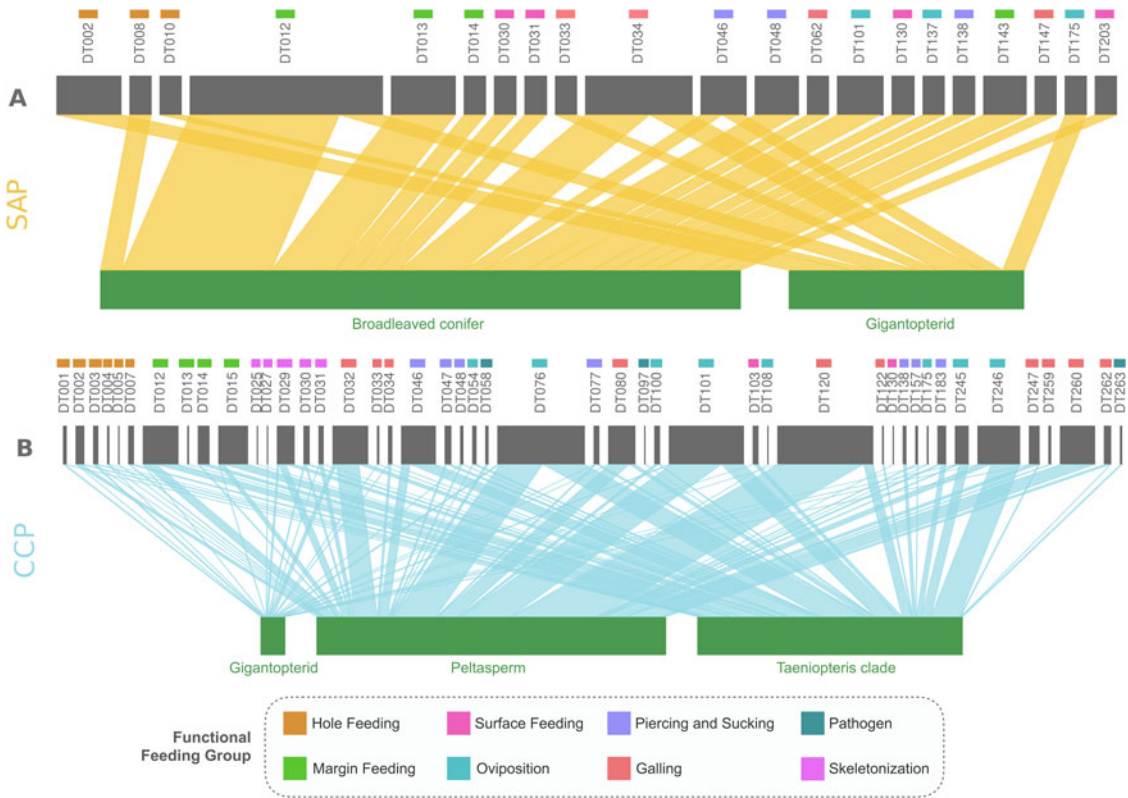 DT002 DT008 DT010 DT012 DT013 DT014 DT030 DT031 DT033 DT034 DT046 DT048 DT062 DT101 DT130 DT137 DT138 DT143 DT147 DT175 DT203
A
SAP
Broadleaved conifer Gigantopterid
DT001 DT002 DT003 DT004 DT005 DT007 DT012 DT013 DT014 DT015 DT025 DT027 DT029 DT030 DT031 DT032 DT033 DT034 DT046 DT047 DT048 DT054 DT058 DT076 DT077 DT080 DT097 DT100 DT101 DT103 DT108 DT120 DT122 DT130 DT138 DT157 DT175 DT183 DT245 DT246 DT247 DT259 DT260 DT262 DT263
B
CCP
Gigantopterid Peltasperm Taeniopteris clade
Functional Feeding Group
Hole Feeding Surface Feeding Piercing and Sucking Pathogen
Margin Feeding Oviposition Galling Skeletonization